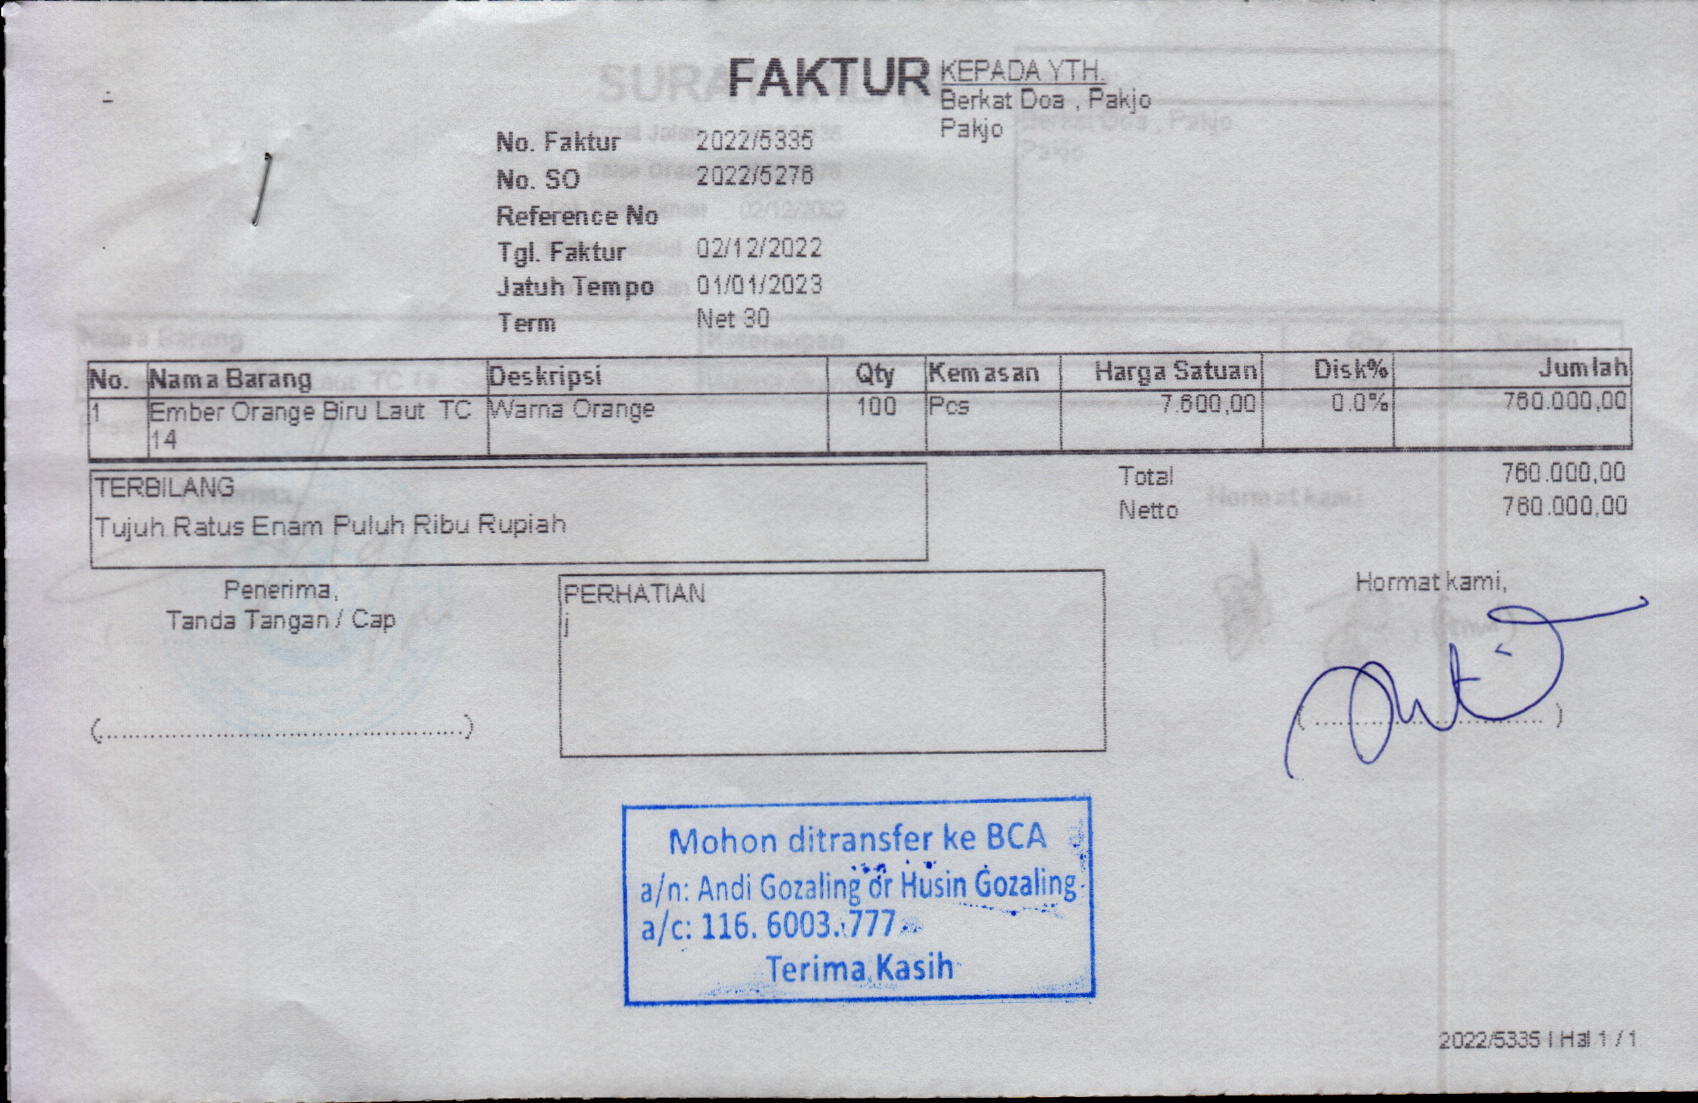 FAKTUR
KEPADA YTH.
Berkat Doa , Pakjo
Pakjo
No. Faktur 2022/5335
No. SO 2022/5276
Reference No
Tgl. Faktur 02/12/2022
Jatuh Tempo 01/01/2023
Term Net 30
No. Nama Barang Deskripsi Qty Kemasan Harga Satuan Disk% Jumlah
1 Ember Orange Biru Laut TC Warna Orange 100 Pcs 7.600,00 0.0% 760.000,00
14
TERBILANG
Tujuh Ratus Enam Puluh Ribu Rupiah
Total 760.000,00
Netto 760.000,00
Penerima,
Tanda Tangan / Cap
PERHATIAN
j
Hormat kami,
Mohon ditransfer ke BCA
a/n: Andi Gozaling or Husin Gozaling
a/c: 116. 6003. 777
Terima Kasih
2022/5335 | Hal 1 / 1